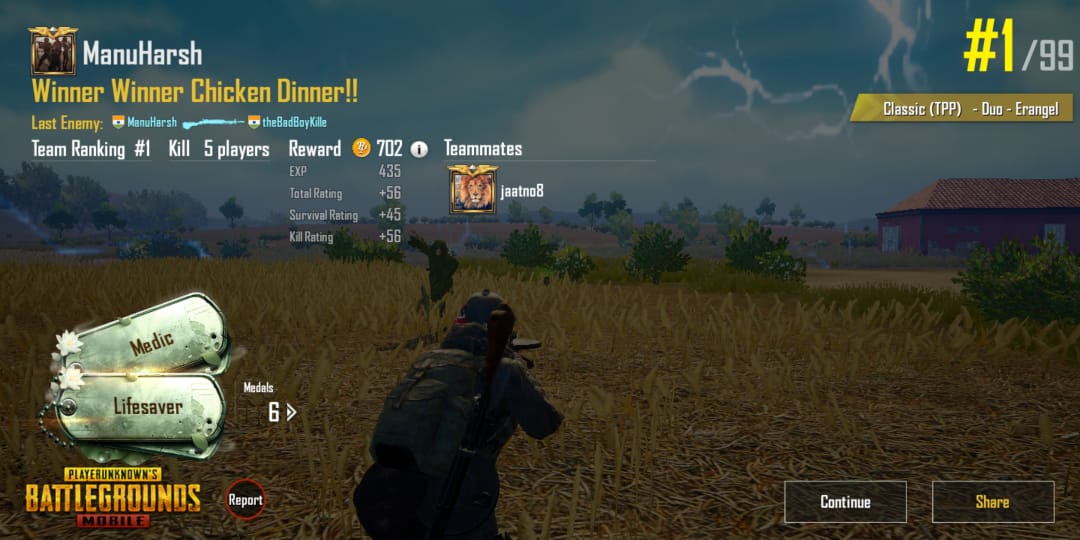 ManuHarsh
#1/99
Winner Winner Chicken Dinner!!
Classic (TPP) - Duo - Erangel
Last Enemy: ManuHarsh theBadBoyKille
Team Ranking #1 Kill 5 players Reward 702 i Teammates
EXP 435
Total Rating +56
Survival Rating +45
Kill Rating +56
jaatno8
Medic
Lifesaver
Medals
6
PLAYERUNKNOWN'S
BATTLEGROUNDS
MOBILE
Report
Continue
Share